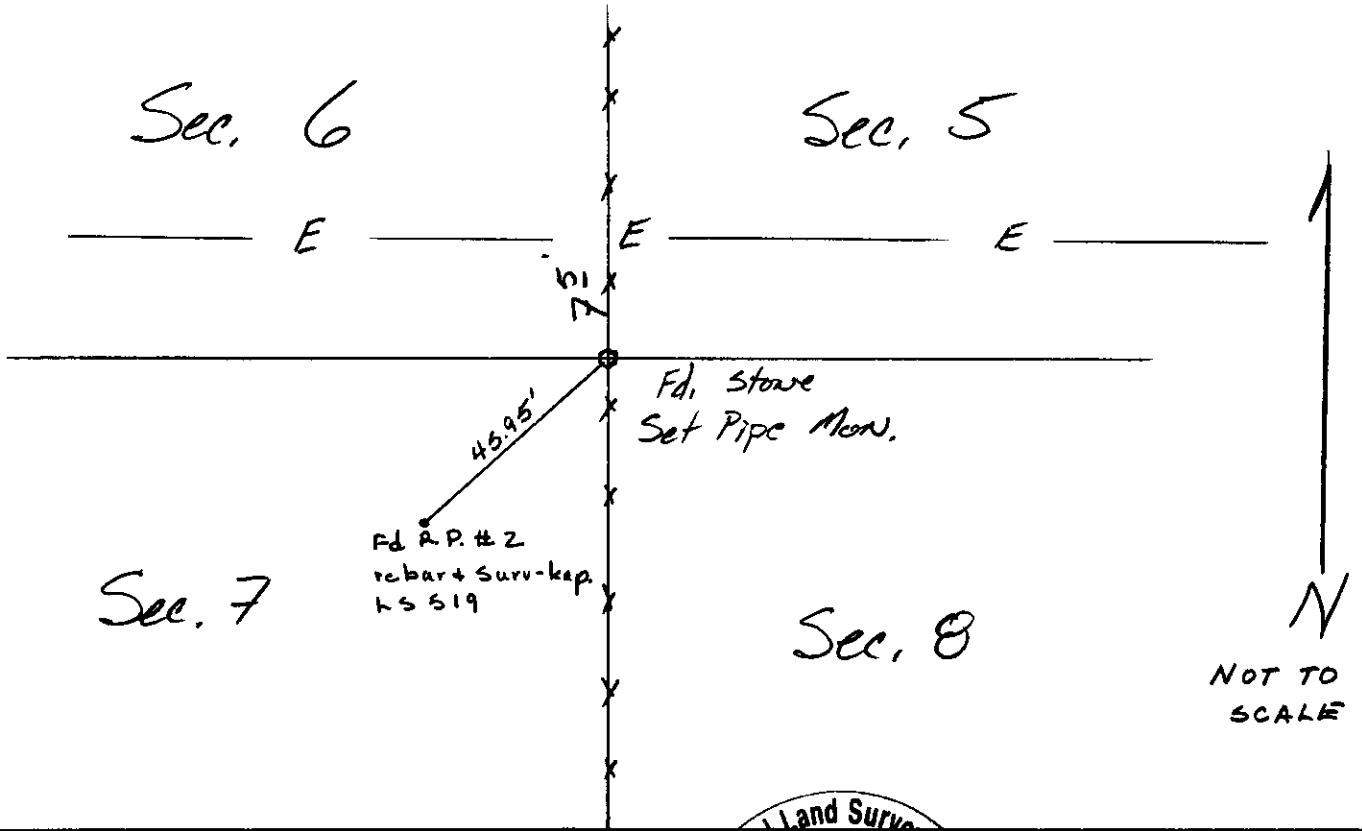 Sec. 6
Sec. 5
E E E
75'
Fd. Stone
Set Pipe Mon.
45.95'
Fd R.P. #2
rebar + Surv-kap.
LS 519
Sec. 7
Sec. 8
N
NOT TO
SCALE
Land